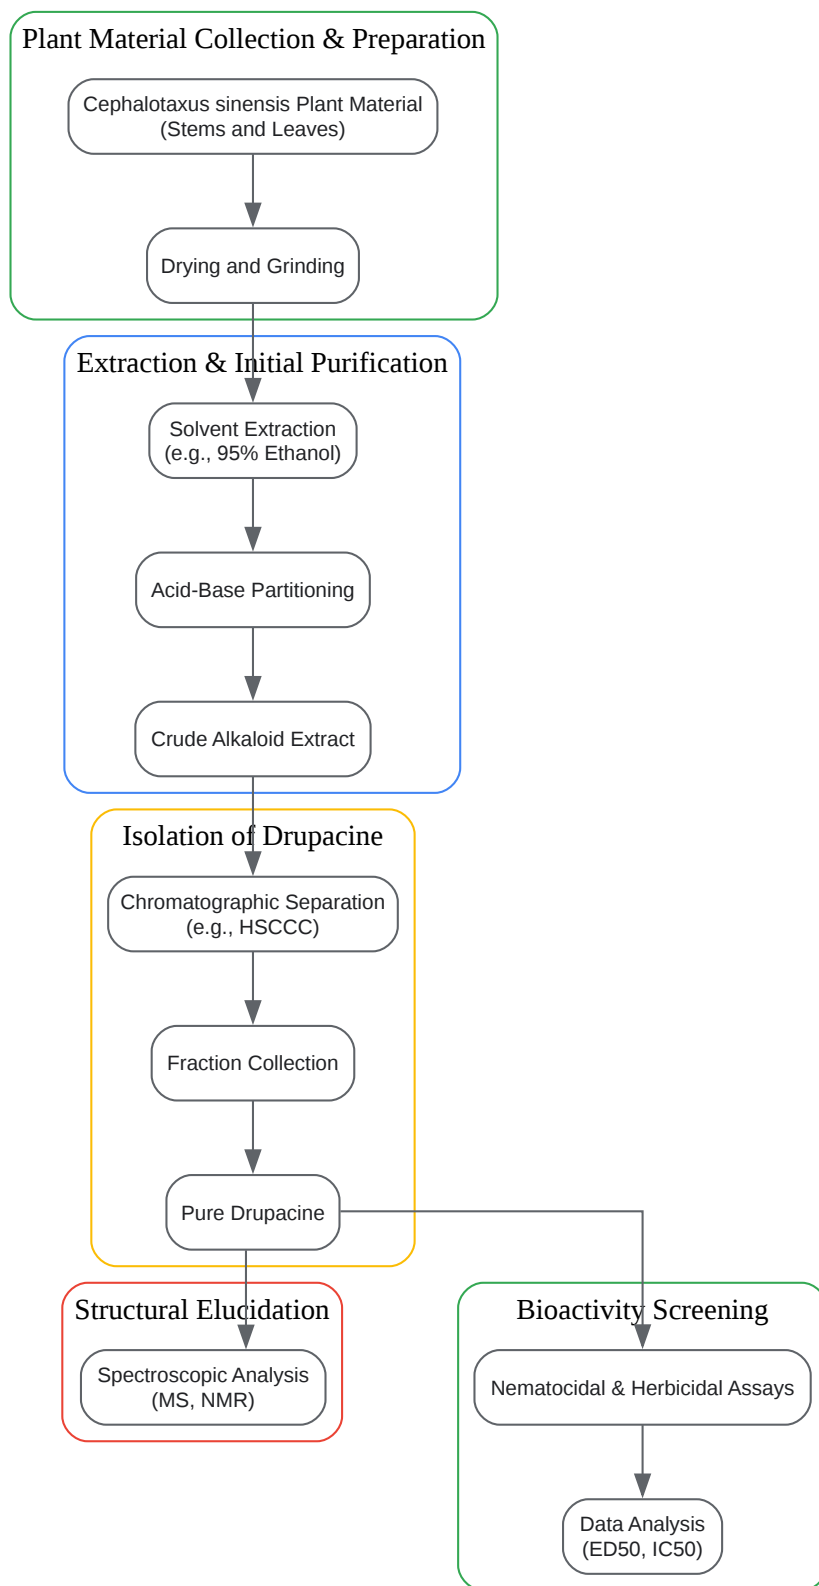 Plant Material Collection & Preparation
Cephalotaxus sinensis Plant Material
(Stems and Leaves)
Drying and Grinding
Extraction & Initial Purification
Solvent Extraction
(e.g., 95% Ethanol)
Acid-Base Partitioning
Crude Alkaloid Extract
Isolation of Drupacine
Chromatographic Separation
(e.g., HSCCC)
Fraction Collection
Pure Drupacine
Structural Elucidation
Spectroscopic Analysis
(MS, NMR)
Bioactivity Screening
Nematocidal & Herbicidal Assays
Data Analysis
(ED50, IC50)